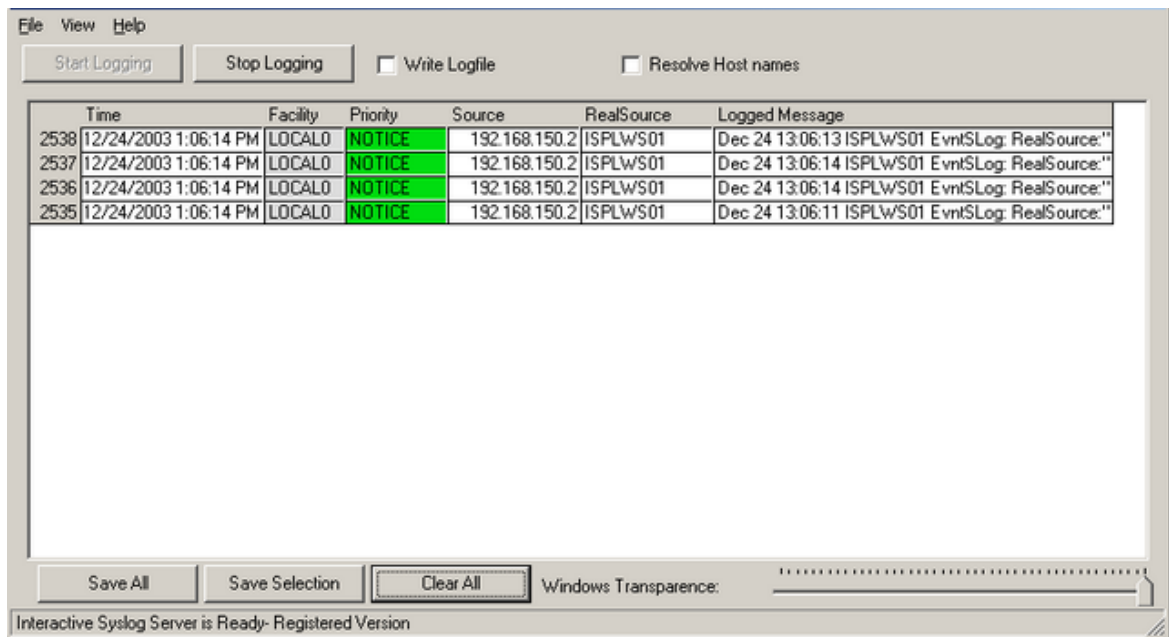 File View Help
Start Logging Stop Logging Write Logfile Resolve Host names
Time Facility Priority Source RealSource Logged Message
2538 12/24/2003 1:06:14 PM LOCAL0 NOTICE 192.168.150.2 ISPLWS01 Dec 24 13:06:13 ISPLWS01 EvntSLog: RealSource:"
2537 12/24/2003 1:06:14 PM LOCAL0 NOTICE 192.168.150.2 ISPLWS01 Dec 24 13:06:14 ISPLWS01 EvntSLog: RealSource:"
2536 12/24/2003 1:06:14 PM LOCAL0 NOTICE 192.168.150.2 ISPLWS01 Dec 24 13:06:14 ISPLWS01 EvntSLog: RealSource:"
2535 12/24/2003 1:06:14 PM LOCAL0 NOTICE 192.168.150.2 ISPLWS01 Dec 24 13:06:11 ISPLWS01 EvntSLog: RealSource:"
Save All Save Selection Clear All Windows Transparence:
Interactive Syslog Server is Ready- Registered Version